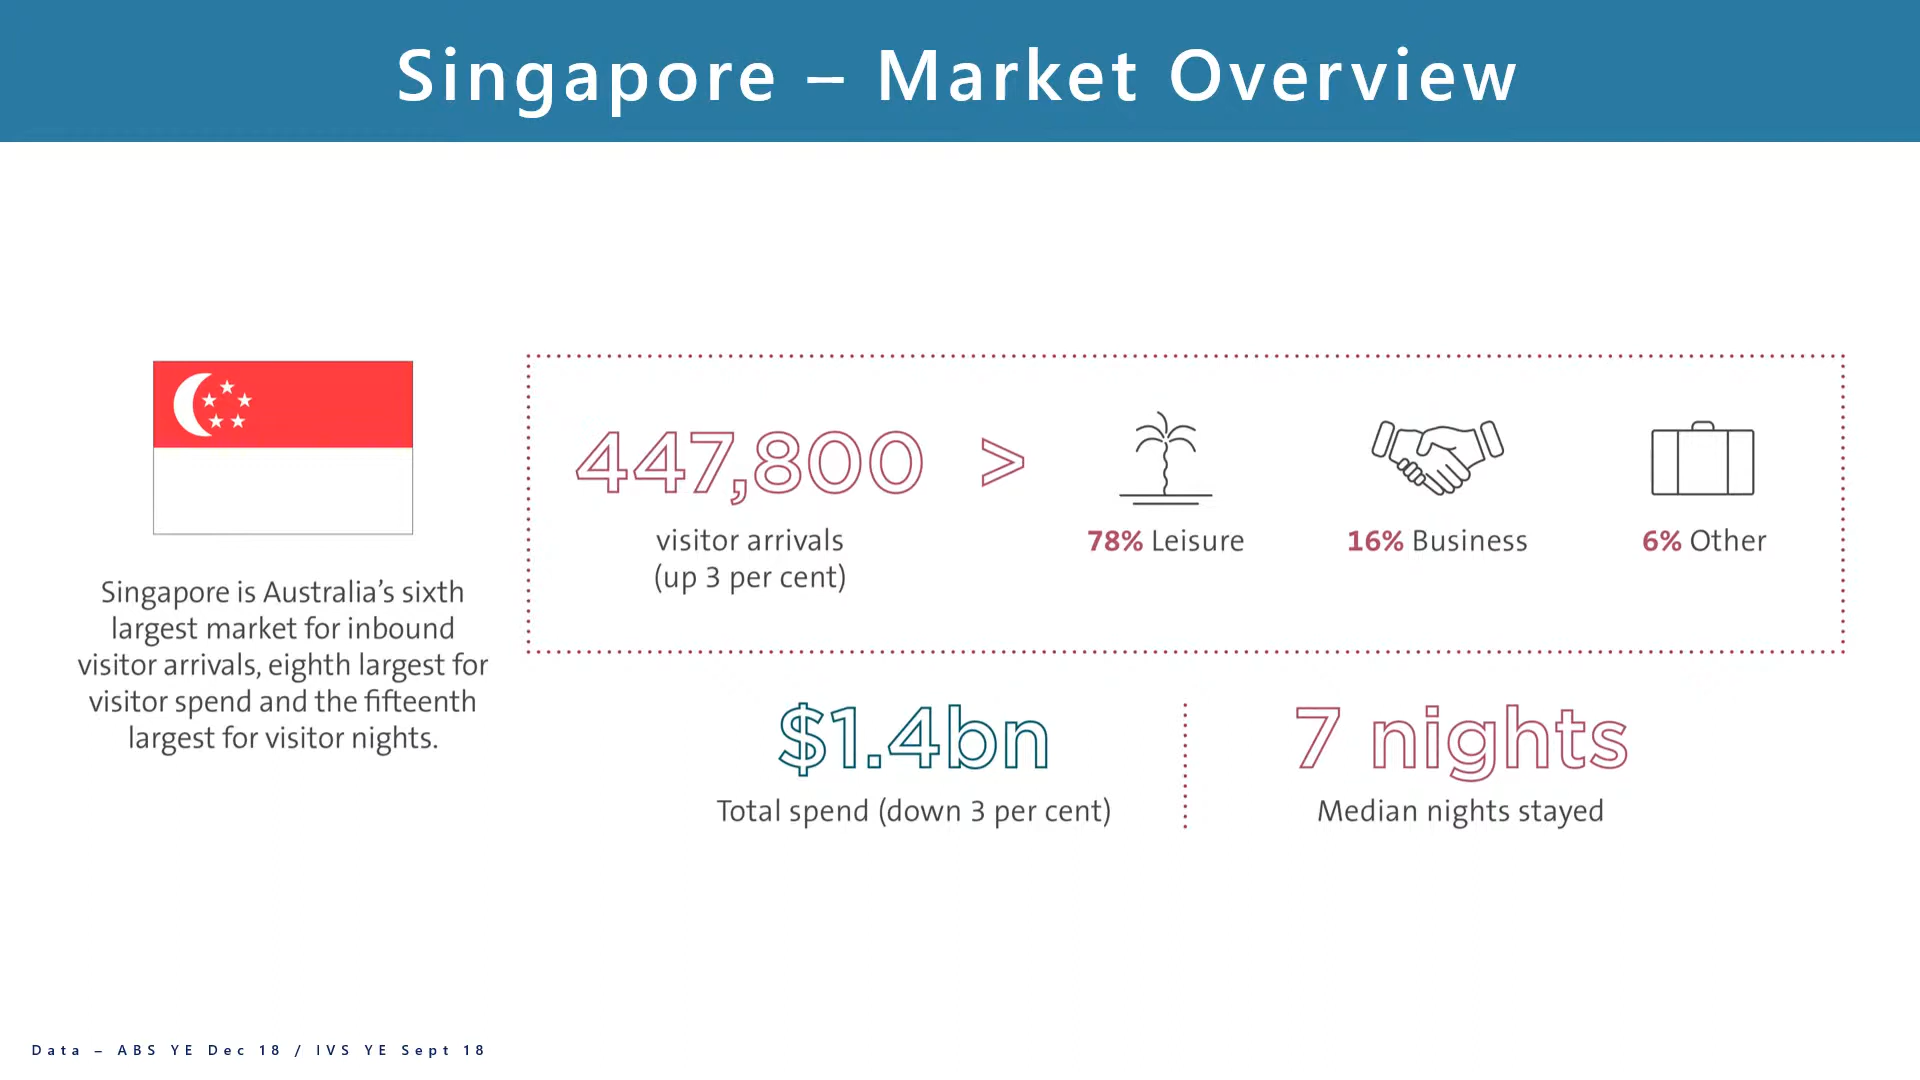 Singapore – Market Overview
Singapore is Australia’s sixth
largest market for inbound
visitor arrivals, eighth largest for
visitor spend and the fifteenth
largest for visitor nights.
447,800 >
visitor arrivals
(up 3 per cent)
78% Leisure
16% Business
6% Other
$1.4bn
Total spend (down 3 per cent)
7 nights
Median nights stayed
Data – ABS YE Dec 18 / IVS YE Sept 18